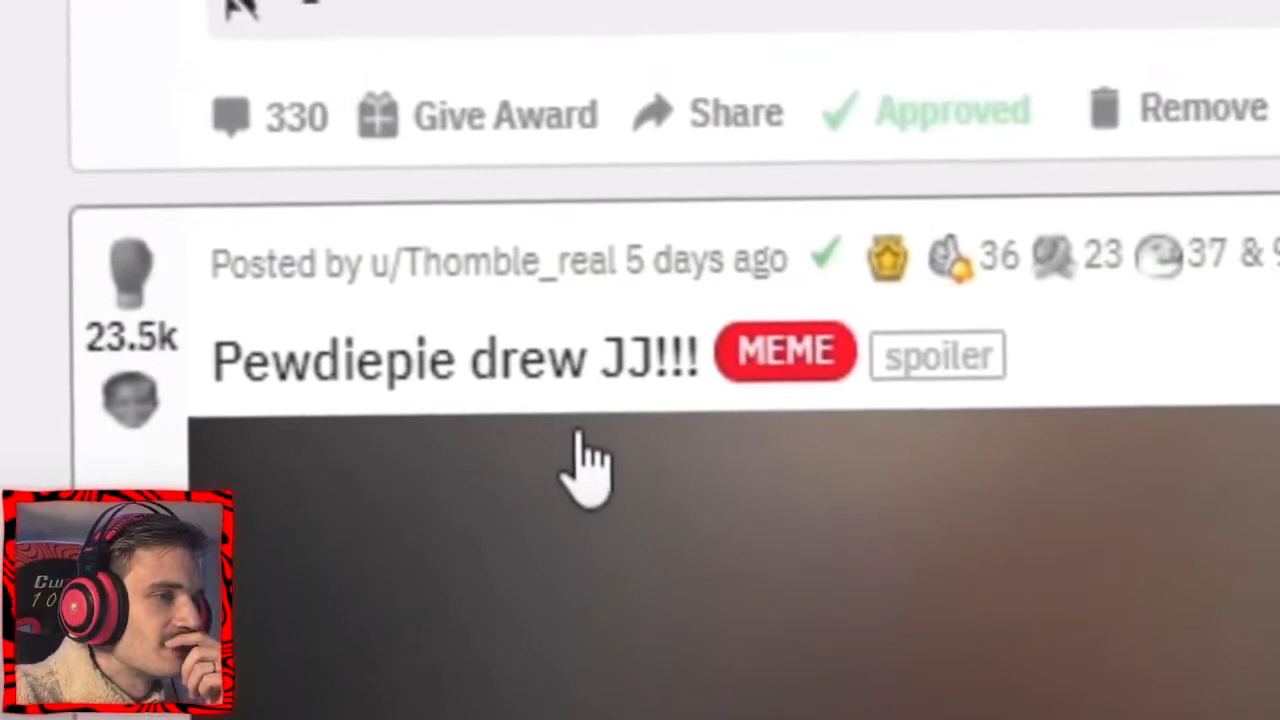 330 Give Award Share Approved Remove
Posted by u/Thomble_real 5 days ago 36 23 37 &
23.5k
Pewdiepie drew JJ!!! MEME spoiler